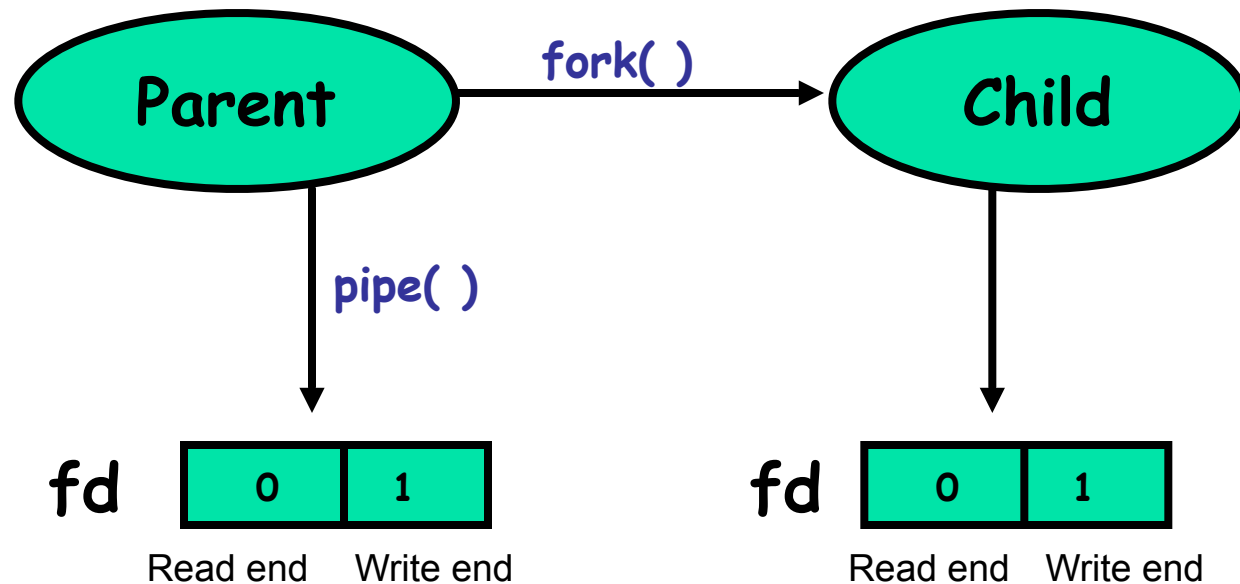 fork( )
Parent Child
pipe( )
fd 0 1 fd 0 1
Read end Write end Read end Write end